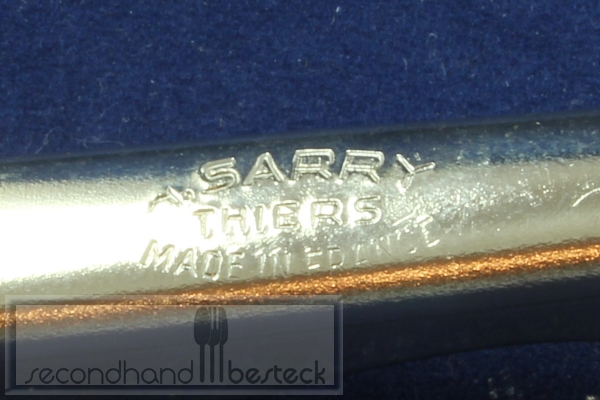 A. SARRY
THIERS
MADE IN FRANCE
secondhand besteck